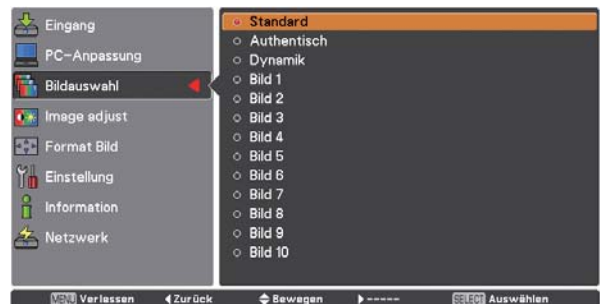 Eingang
PC-Anpassung
Bildauswahl
Image adjust
Format Bild
Einstellung
Information
Netzwerk
Standard
Authentisch
Dynamik
Bild 1
Bild 2
Bild 3
Bild 4
Bild 5
Bild 6
Bild 7
Bild 8
Bild 9
Bild 10
MENU Verlassen Zurück Bewegen ----- SELECT Auswählen